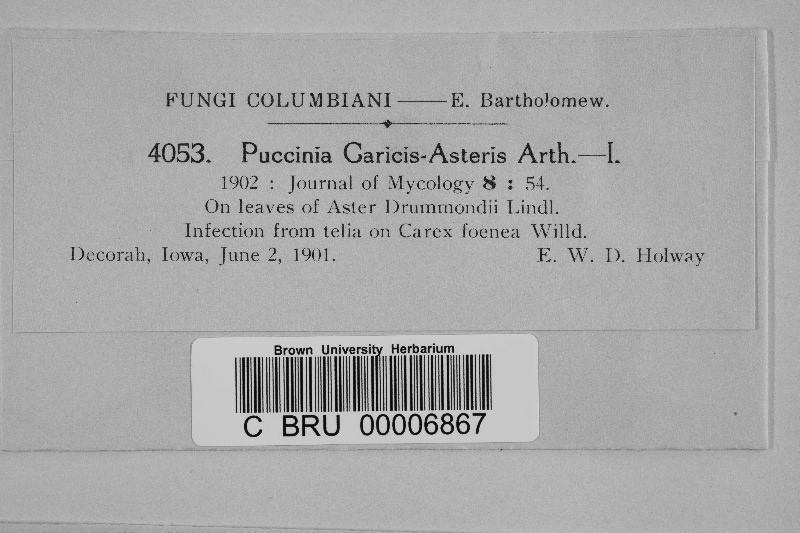 FUNGI COLUMBIANI — E. Bartholomew.
4053. Puccinia Caricis-Asteris Arth.—I.
1902 : Journal of Mycology 8 : 54.
On leaves of Aster Drummondii Lindl.
Infection from telia on Carex foenea Willd.
Decorah, Iowa, June 2, 1901. E. W. D. Holway
Brown University Herbarium
C BRU 00006867